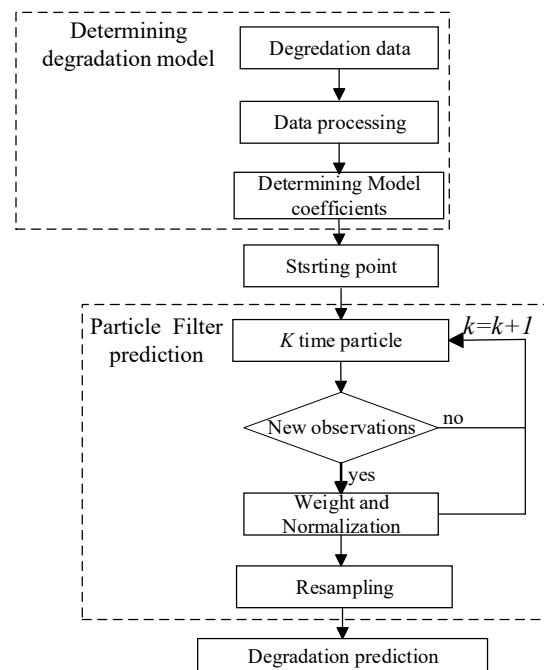 Determining
degradation model
Degredation data
Data processing
Determining Model
coefficients
Stsrting point
Particle Filter
prediction
k=k+1
K time particle
New observations
no
yes
Weight and
Normalization
Resampling
Degradation prediction